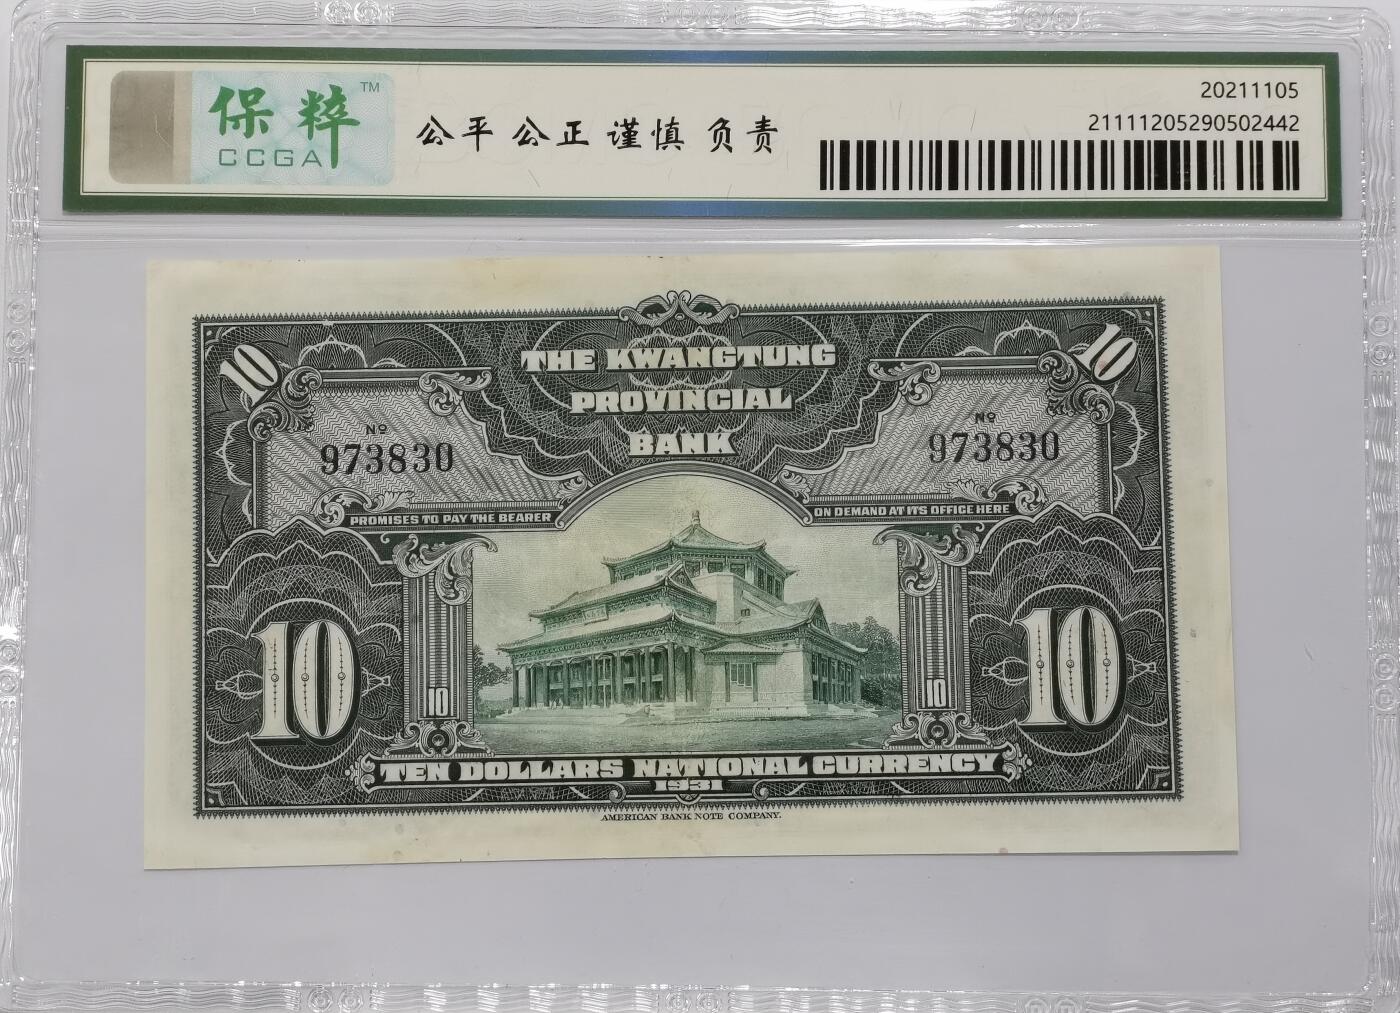 保粹 TM
CCGA
公平 公正 谨慎 负责
20211105
21111205290502442
10
10
THE KWANGTUNG
PROVINCIAL
BANK
Nº
973830
Nº
973830
PROMISES TO PAY THE BEARER
ON DEMAND AT ITS OFFICE HERE
10
10
10
10
TEN DOLLARS NATIONAL CURRENCY
1931
AMERICAN BANK NOTE COMPANY.